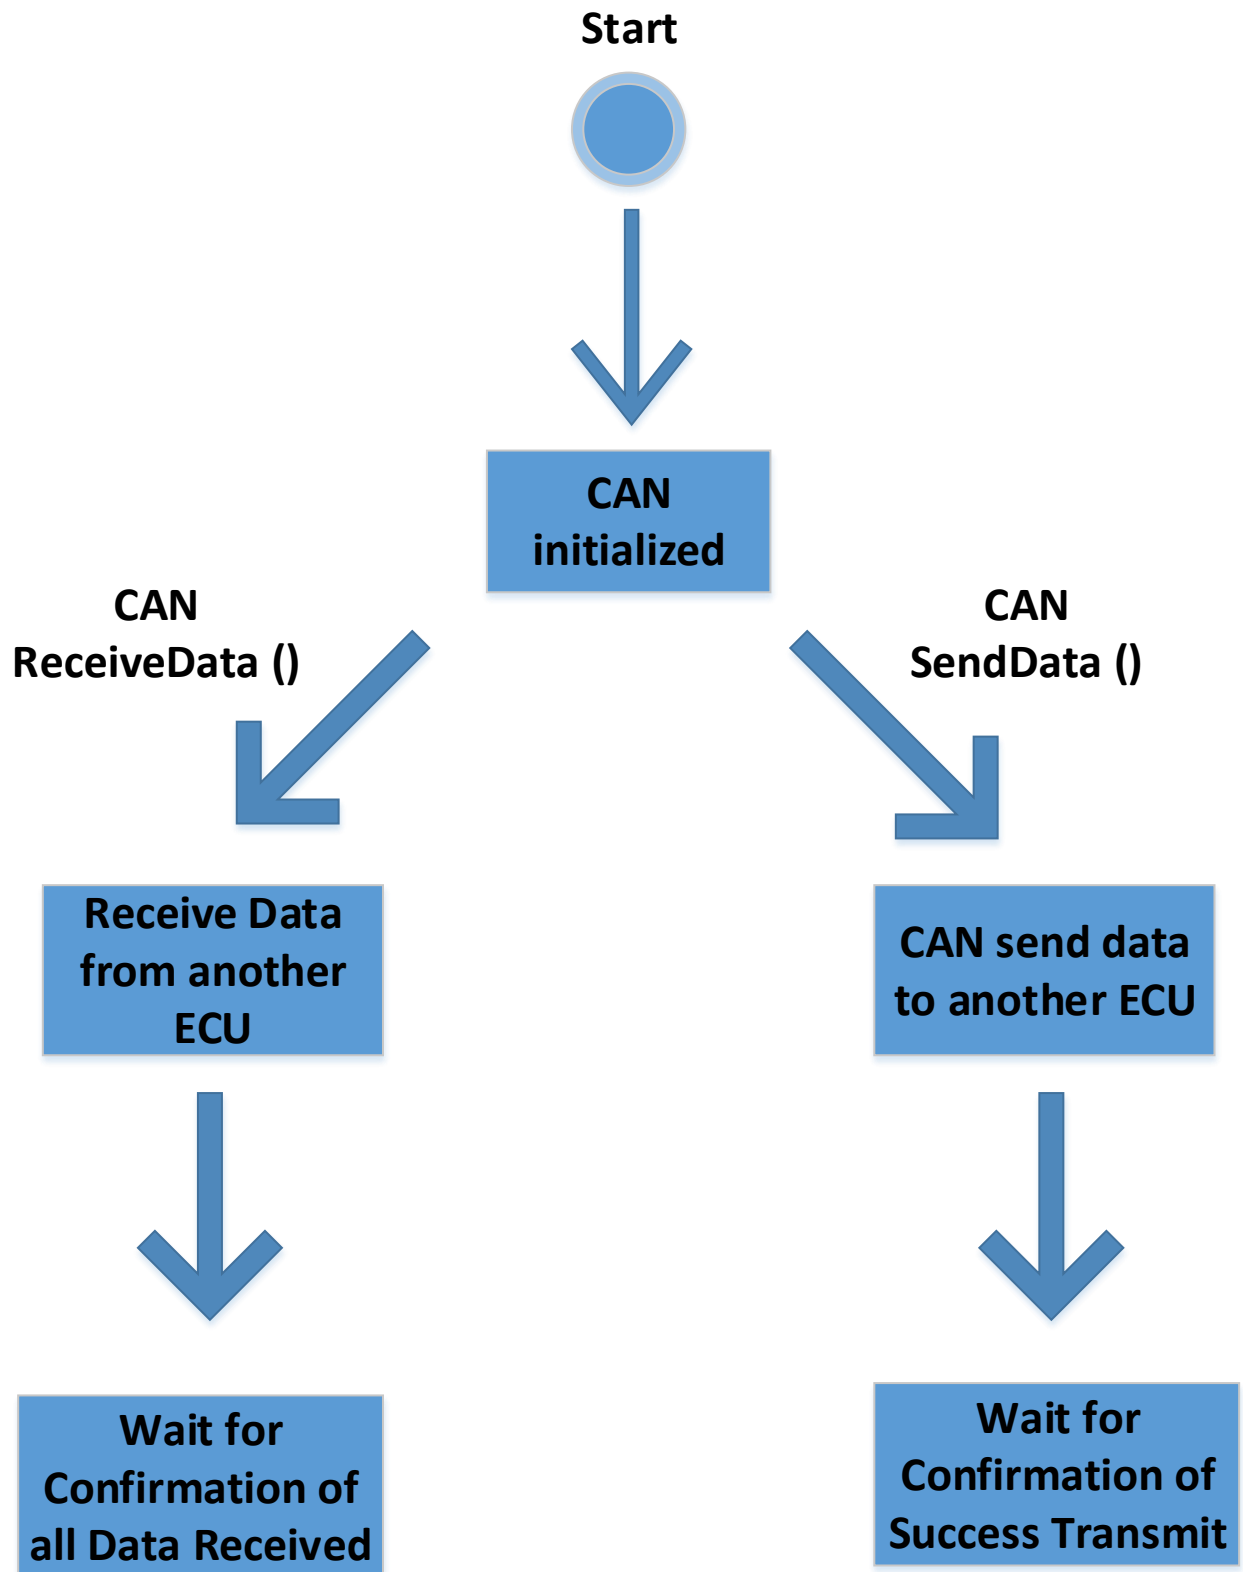 Start
CAN
initialized
CAN
ReceiveData ()
CAN
SendData ()
Receive Data
from another
ECU
CAN send data
to another ECU
Wait for
Confirmation of
all Data Received
Wait for
Confirmation of
Success Transmit